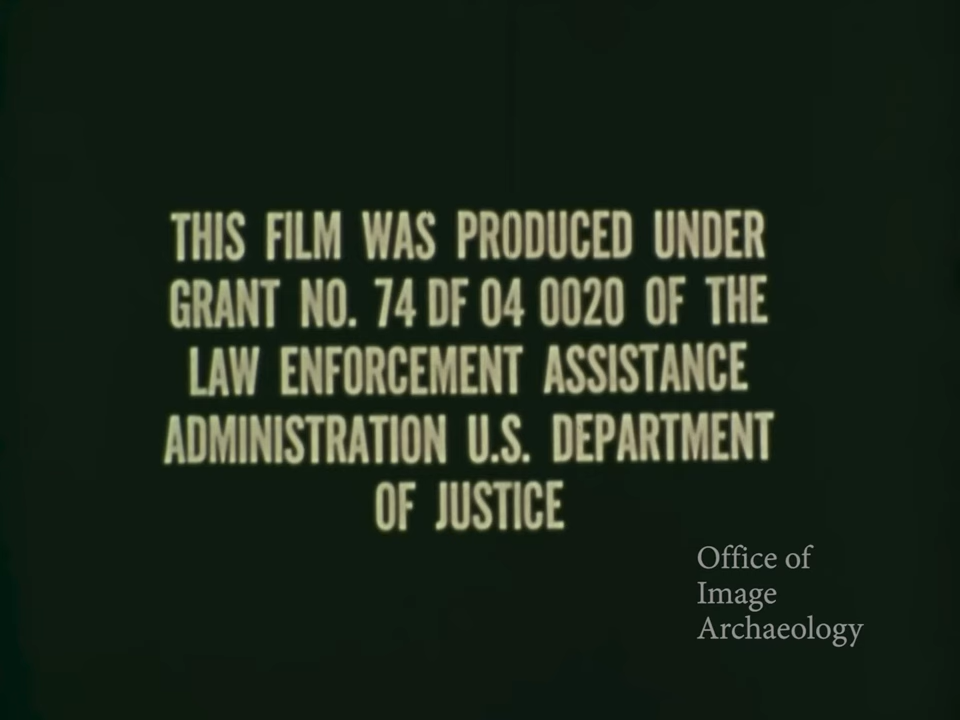 THIS FILM WAS PRODUCED UNDER
GRANT NO. 74 DF 04 0020 OF THE
LAW ENFORCEMENT ASSISTANCE
ADMINISTRATION U.S. DEPARTMENT
OF JUSTICE
Office of
Image
Archaeology